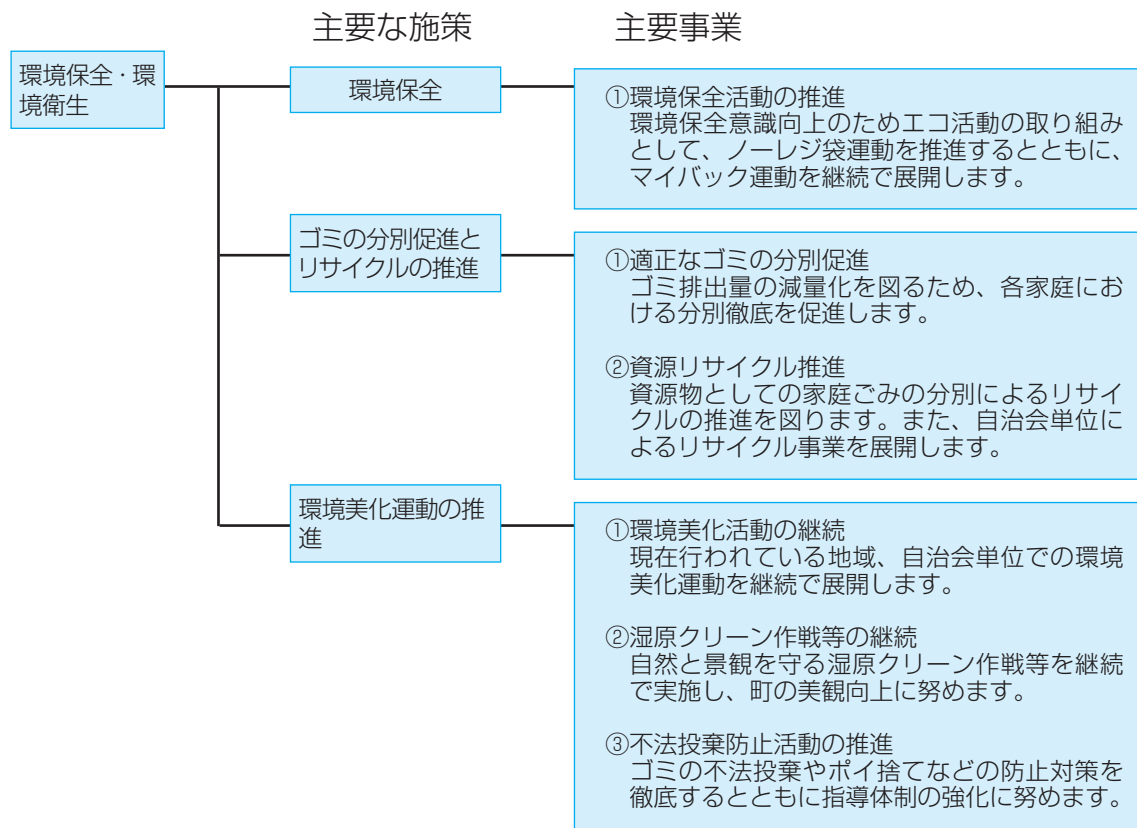 主要な施策
主要事業
環境保全・環
境衛生
環境保全
①環境保全活動の推進
環境保全意識向上のためエコ活動の取り組み
として、ノーレジ袋運動を推進するとともに、
マイバック運動を継続で展開します。
ゴミの分別促進と
リサイクルの推進
①適正なゴミの分別促進
ゴミ排出量の減量化を図るため、各家庭にお
ける分別徹底を促進します。
②資源リサイクル推進
資源物としての家庭ごみの分別によるリサイ
クルの推進を図ります。また、自治会単位に
よるリサイクル事業を展開します。
環境美化運動の推
進
①環境美化活動の継続
現在行われている地域、自治会単位での環境
美化運動を継続で展開します。
②湿原クリーン作戦等の継続
自然と景観を守る湿原クリーン作戦等を継続
で実施し、町の美観向上に努めます。
③不法投棄防止活動の推進
ゴミの不法投棄やポイ捨てなどの防止対策を
徹底するとともに指導体制の強化に努めます。